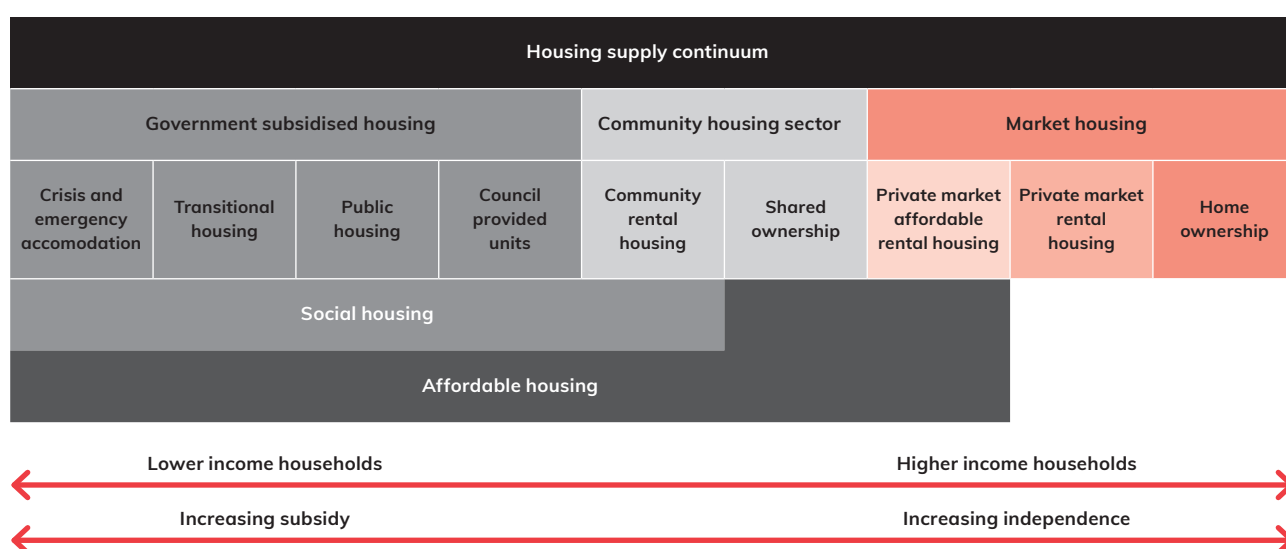 Housing supply continuum
Government subsidised housing
Community housing sector
Market housing
Crisis and
emergency
accomodation
Transitional
housing
Public
housing
Council
provided
units
Community
rental
housing
Shared
ownership
Private market
affordable
rental housing
Private market
rental
housing
Home
ownership
Social housing
Affordable housing
Lower income households
Higher income households
Increasing subsidy
Increasing independence